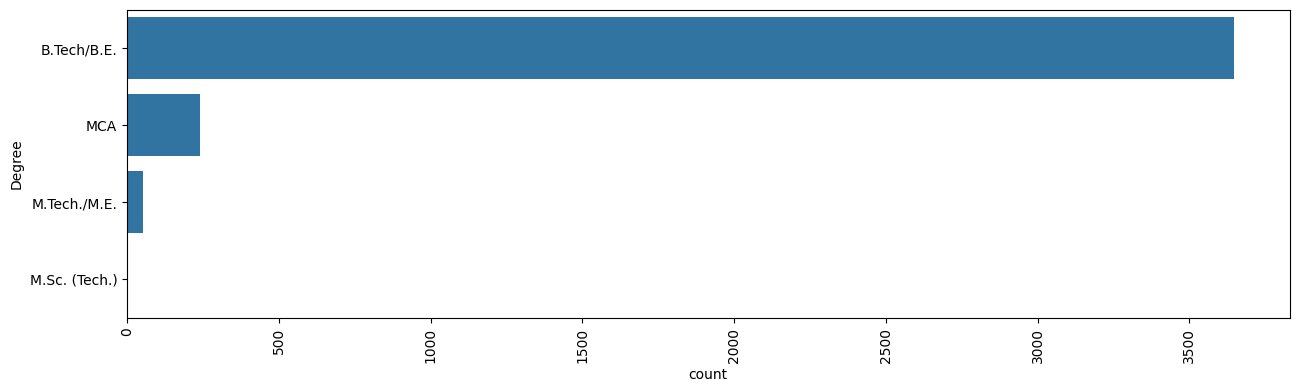 B.Tech/B.E.
MCA
M.Tech./M.E.
M.Sc. (Tech.)
Degree
0
500
1000
1500
2000
2500
3000
3500
count